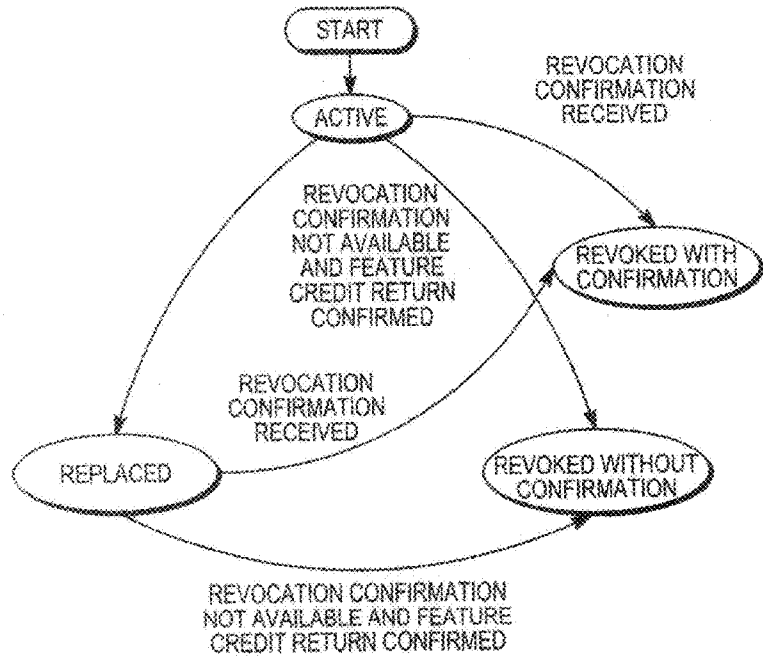 START
ACTIVE
REVOCATION
CONFIRMATION
RECEIVED
REVOCATION
CONFIRMATION
NOT AVAILABLE
AND FEATURE
CREDIT RETURN
CONFIRMED
REVOKED WITH
CONFIRMATION
REVOCATION
CONFIRMATION
RECEIVED
REPLACED
REVOKED WITHOUT
CONFIRMATION
REVOCATION CONFIRMATION
NOT AVAILABLE AND FEATURE
CREDIT RETURN CONFIRMED